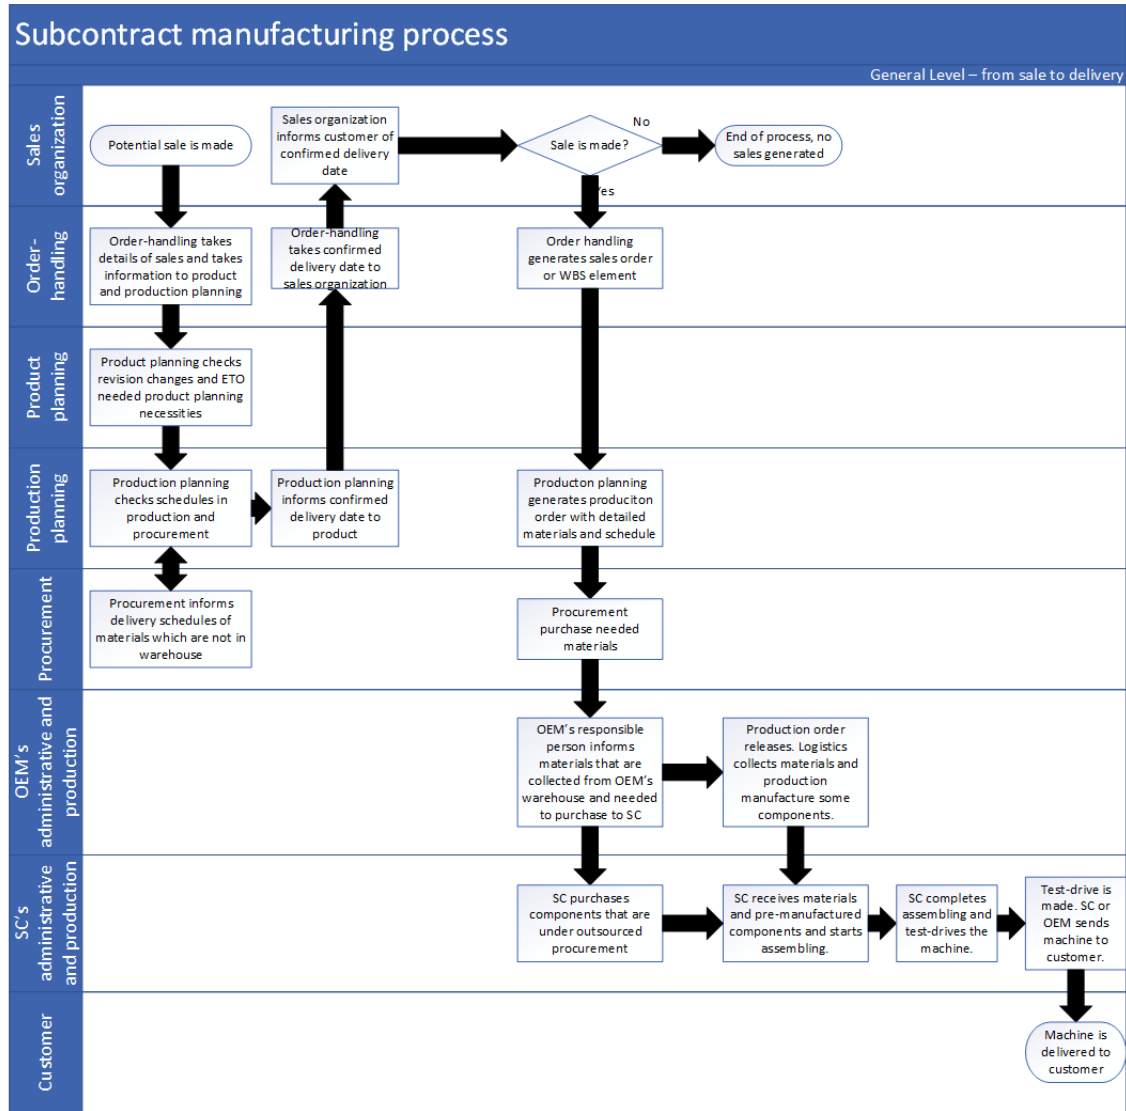 Subcontract manufacturing process
General Level – from sale to delivery
Sales
organization
Potential sale is made
Sales organization
informs customer of
confirmed delivery
date
Sale is made?
No
Yes
End of process, no
sales generated
Order-
handling
Order-handling takes
details of sales and takes
information to product
and production planning
Order-handling
takes confirmed
delivery date to
sales organization
Order handling
generates sales order
or WBS element
Product
planning
Product planning checks
revision changes and ETO
needed product planning
necessities
Production
planning
Production planning
checks schedules in
production and
procurement
Production planning
informs confirmed
delivery date to
product
Producton planning
generates produciton
order with detailed
materials and schedule
Procurement
Procurement informs
delivery schedules of
materials which are not in
warehouse
Procurement
purchase needed
materials
OEM's
administrative and
production
OEM's responsible
person informs
materials that are
collected from OEM's
warehouse and needed
to purchase to SC
Production order
releases. Logistics
collects materials and
production
manufacture some
components.
SC's
administrative
and production
SC purchases
components that are
under outsourced
procurement
SC receives materials
and pre-manufactured
components and starts
assembling.
SC completes
assembling and
test-drives the
machine.
Test-drive is
made. SC or
OEM sends
machine to
customer.
Customer
Machine is
delivered to
customer